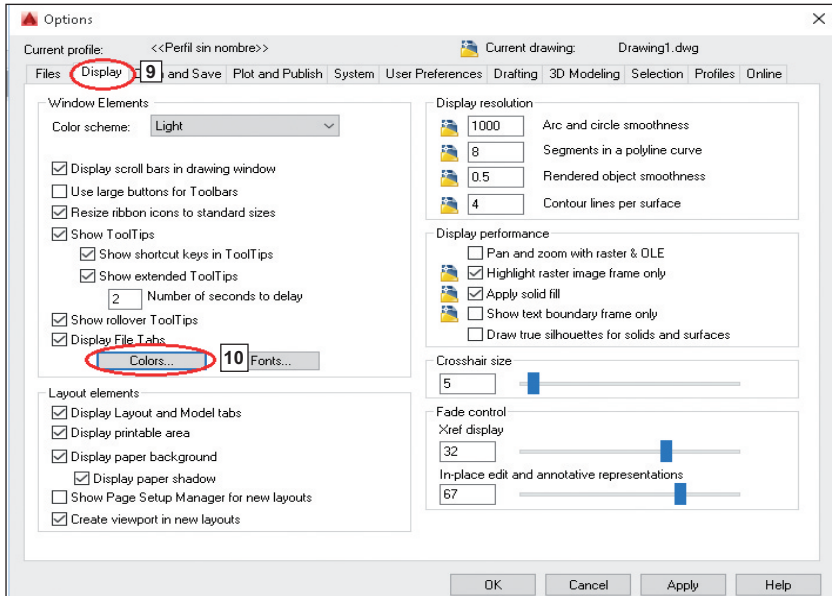 Options
Current profile: <<Perfil sin nombre>> Current drawing: Drawing1.dwg
Files Display 9 and Save Plot and Publish System User Preferences Drafting 3D Modeling Selection Profiles Online
Window Elements
Color scheme: Light
Display scroll bars in drawing window
Use large buttons for Toolbars
Resize ribbon icons to standard sizes
Show ToolTips
Show shortcut keys in ToolTips
Show extended ToolTips
2 Number of seconds to delay
Show rollover ToolTips
Display File Tabs
Colors... 10 Fonts...
Layout elements
Display Layout and Model tabs
Display printable area
Display paper background
Display paper shadow
Show Page Setup Manager for new layouts
Create viewport in new layouts
Display resolution
1000 Arc and circle smoothness
8 Segments in a polyline curve
0.5 Rendered object smoothness
4 Contour lines per surface
Display performance
Pan and zoom with raster & OLE
Highlight raster image frame only
Apply solid fill
Show text boundary frame only
Draw true silhouettes for solids and surfaces
Crosshair size
5
Fade control
Xref display
32
In-place edit and annotative representations
67
OK Cancel Apply Help